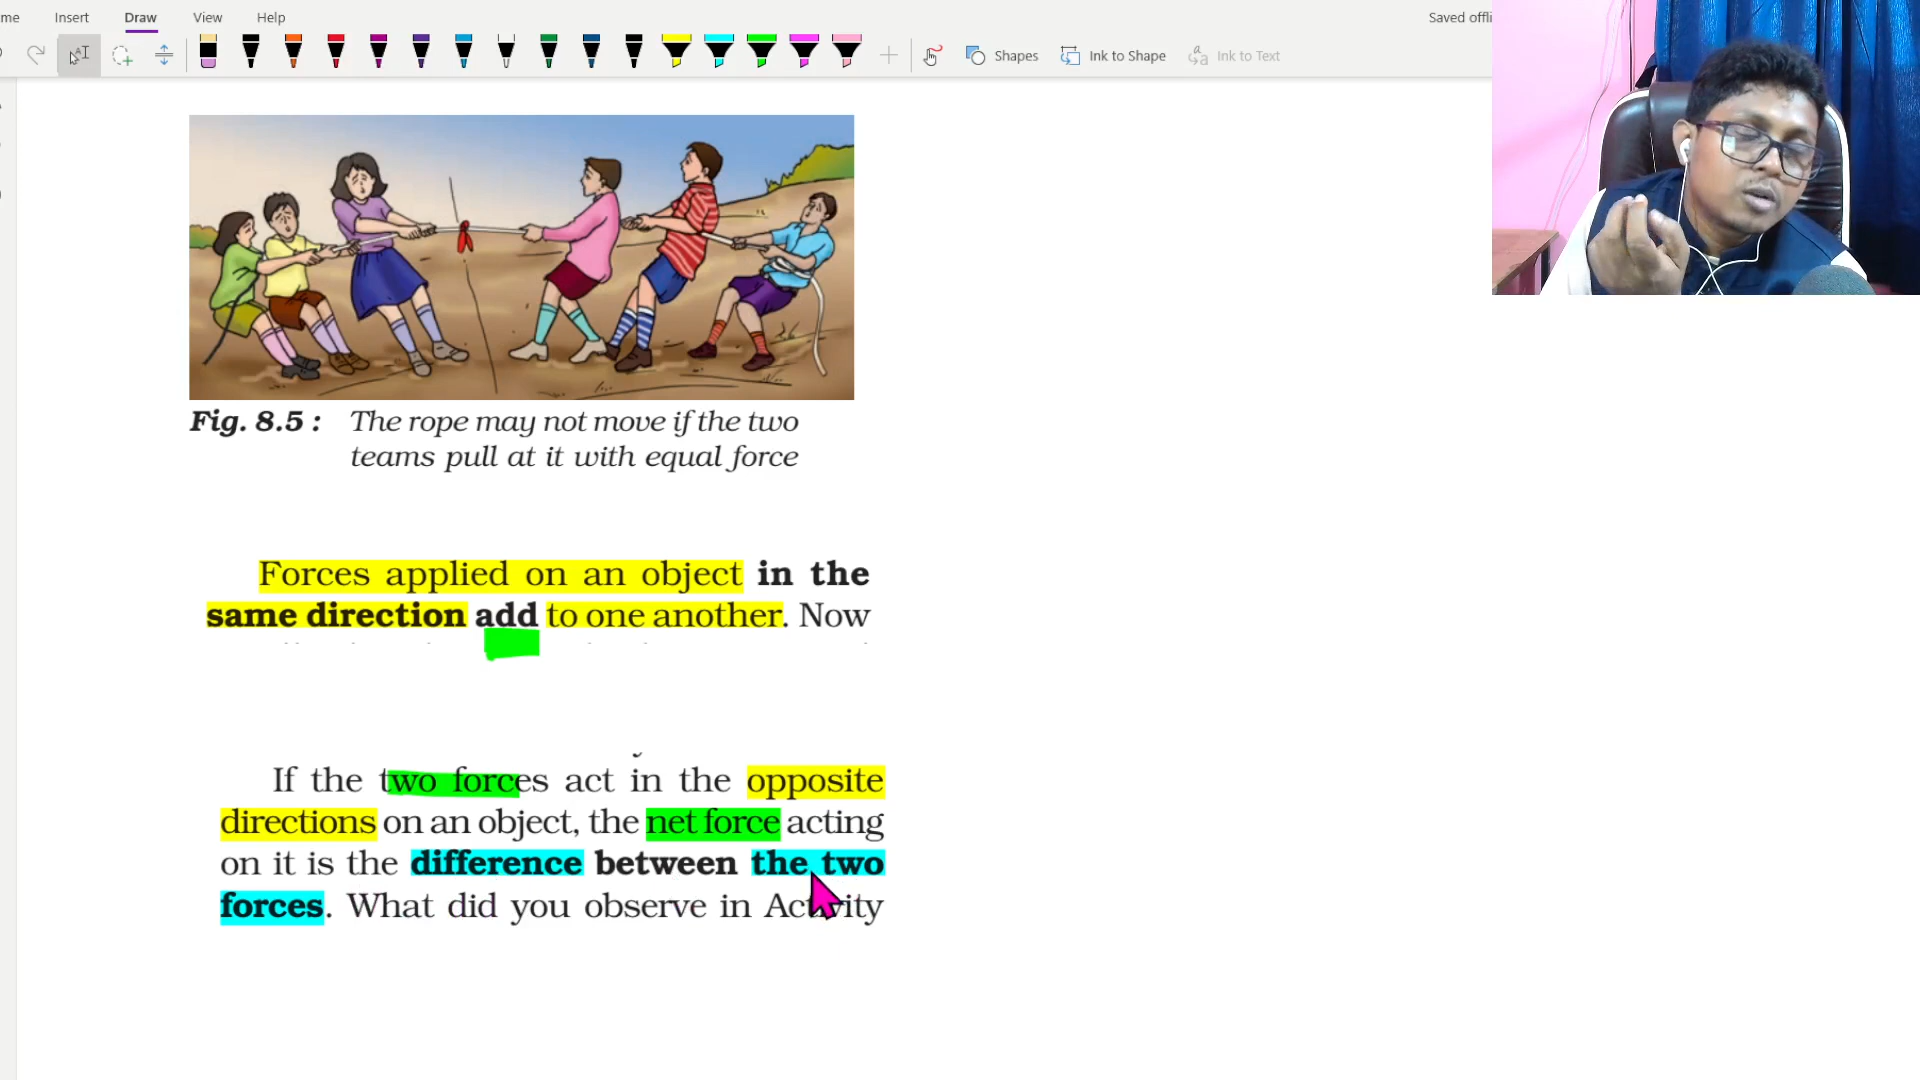 Insert Draw View Help
Saved offli
Shapes Ink to Shape Ink to Text
Fig. 8.5 : The rope may not move if the two
teams pull at it with equal force
Forces applied on an object in the
same direction add to one another. Now
If the two forces act in the opposite
directions on an object, the net force acting
on it is the difference between the two
forces. What did you observe in Activity